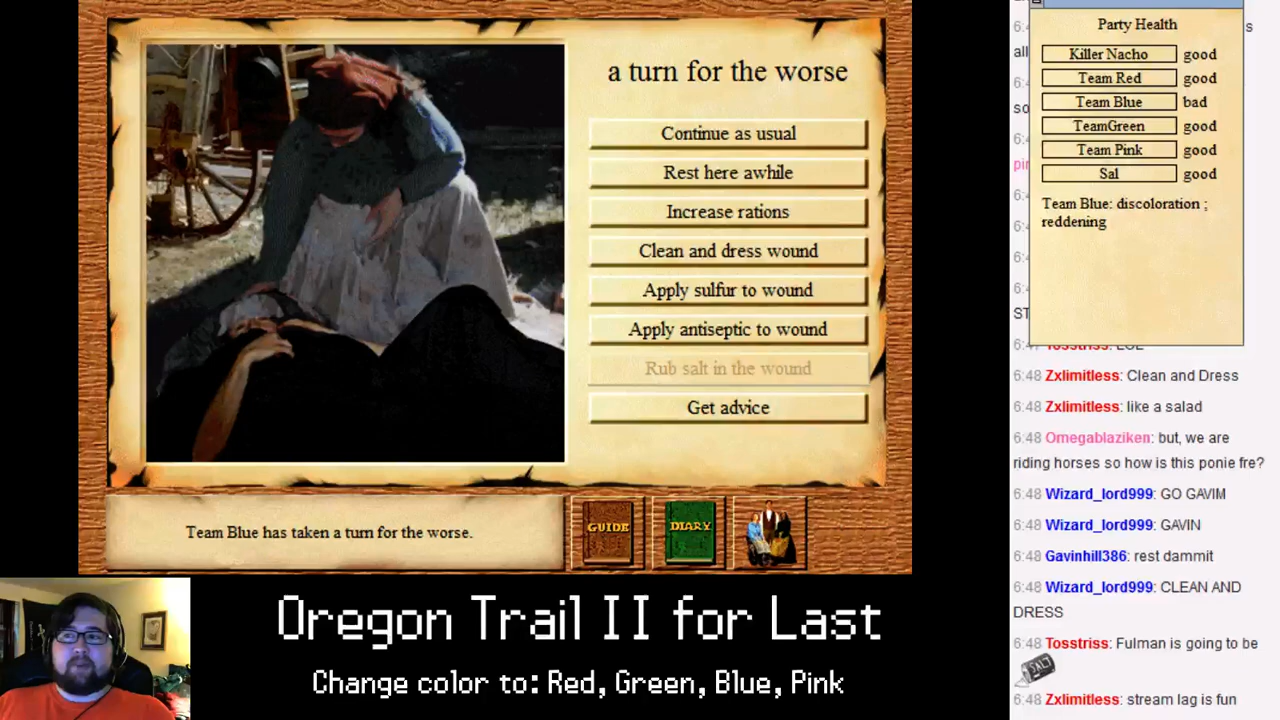 a turn for the worse
Continue as usual
Rest here awhile
Increase rations
Clean and dress wound
Apply sulfur to wound
Apply antiseptic to wound
Rub salt in the wound
Get advice
Team Blue has taken a turn for the worse.
GUIDE
DIARY
Oregon Trail II for Last
Change color to: Red, Green, Blue, Pink
Party Health
Killer Nacho good
Team Red good
Team Blue bad
TeamGreen good
Team Pink good
Sal good
Team Blue: discoloration ;
reddening
6:48 Zxlimitless: Clean and Dress
6:48 Zxlimitless: like a salad
6:48 Omegablaziken: but, we are
riding horses so how is this ponie fre?
6:48 Wizard_lord999: GO GAVIM
6:48 Wizard_lord999: GAVIN
6:48 Gavinhill386: rest dammit
6:48 Wizard_lord999: CLEAN AND
DRESS
6:48 Tosstriss: Fulman is going to be
SALT
6:48 Zxlimitless: stream lag is fun